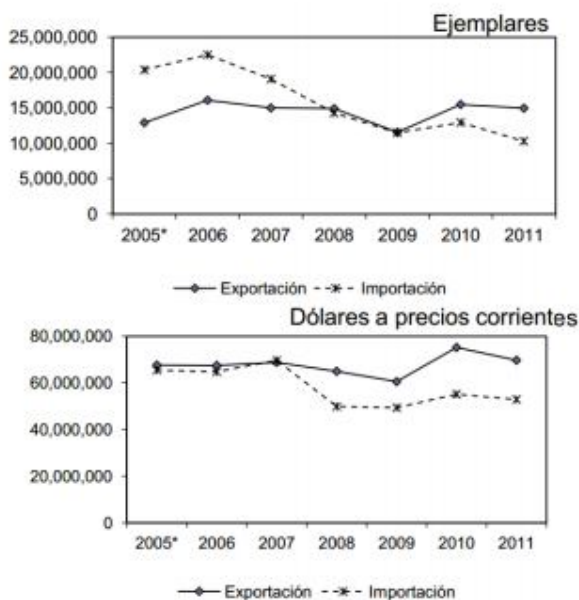 Ejemplares
25,000,000
20,000,000
15,000,000
10,000,000
5,000,000
0
2005* 2006 2007 2008 2009 2010 2011
Exportación Importación
Dólares a precios corrientes
80,000,000
60,000,000
40,000,000
20,000,000
0
2005* 2006 2007 2008 2009 2010 2011
Exportación Importación